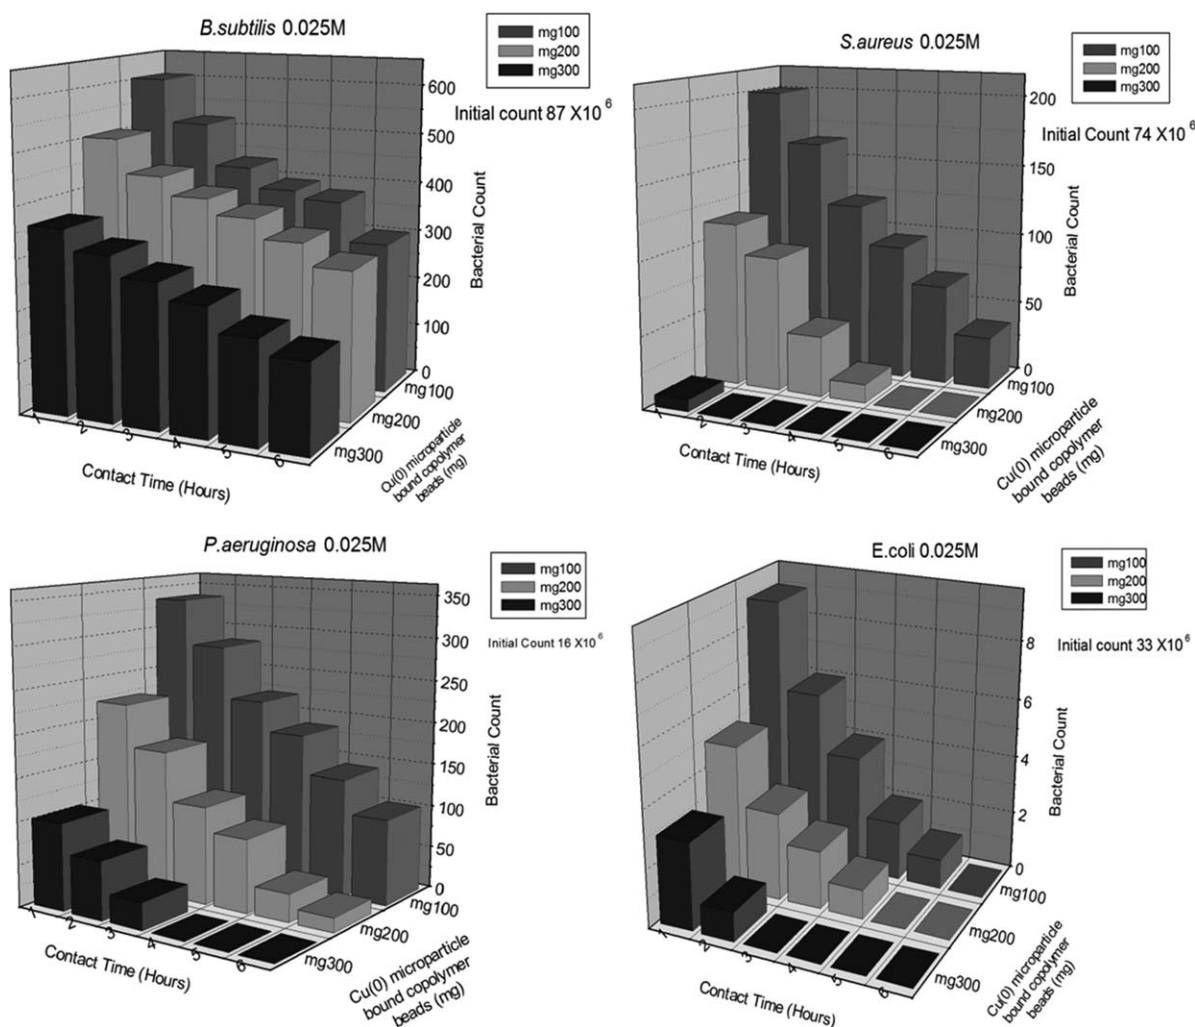 B.subtilis 0.025M
mg100
mg200
mg300
Initial count 87 X10^6
600
500
400
300
200
100
0
Bacterial Count
mg100
mg200
mg300
1
2
3
4
5
6
Contact Time (Hours)
Cu(0) microparticle
bound copolymer
beads (mg)
S.aureus 0.025M
mg100
mg200
mg300
Initial Count 74 X10^6
200
150
100
50
0
Bacterial Count
mg100
mg200
mg300
1
2
3
4
5
6
Contact Time (Hours)
Cu(0) microparticle
bound copolymer
beads (mg)
P.aeruginosa 0.025M
mg100
mg200
mg300
Initial Count 16 X10^6
350
300
250
200
150
100
50
0
Bacterial Count
mg100
mg200
mg300
1
2
3
4
5
6
Contact Time (Hours)
Cu(0) microparticle
bound copolymer
beads (mg)
E.coli 0.025M
mg100
mg200
mg300
Initial count 33 X10^6
8
6
4
2
0
Bacterial Count
mg100
mg200
mg300
1
2
3
4
5
6
Contact Time (Hours)
Cu(0) microparticle
bound copolymer
beads (mg)